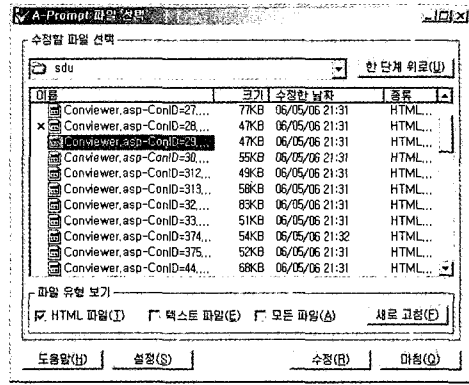 A-Prompt 파일 선택
수정할 파일 선택
sdu 한 단계 위로(U)
이름 크기 수정한 날짜 종류
Conviewer,asp-ConID=27,... 77KB 06/05/06 21:31 HTML...
× Conviewer,asp-ConID=28,... 47KB 06/05/06 21:31 HTML...
Conviewer,asp-ConID=29,... 47KB 06/05/06 21:31 HTML...
Conviewer,asp-ConID=30,... 55KB 06/05/06 21:31 HTML...
Conviewer,asp-ConID=312,... 49KB 06/05/06 21:31 HTML...
Conviewer,asp-ConID=313,... 58KB 06/05/06 21:31 HTML...
Conviewer,asp-ConID=32,... 83KB 06/05/06 21:31 HTML...
Conviewer,asp-ConID=33,... 51KB 06/05/06 21:31 HTML...
Conviewer,asp-ConID=374,... 54KB 06/05/06 21:32 HTML...
Conviewer,asp-ConID=375,... 52KB 06/05/06 21:31 HTML...
Conviewer,asp-ConID=44,... 68KB 06/05/06 21:31 HTML...
파일 유형 보기
HTML 파일(T) 텍스트 파일(E) 모든 파일(A) 새로 고침(F)
도움말(H) 설정(S) 수정(R) 마침(Q)